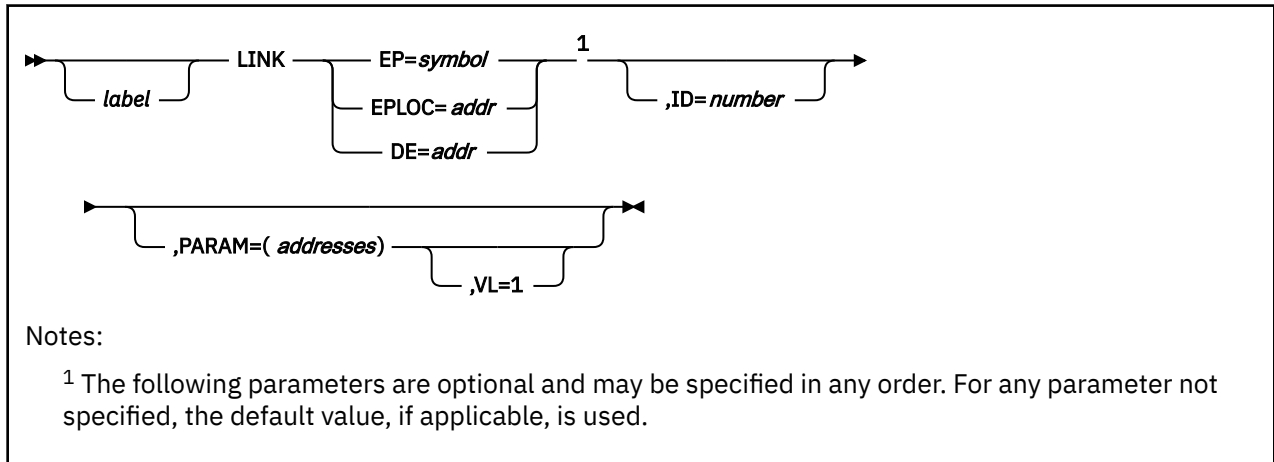 1
LINK EP=symbol
label ,ID=number
EPLOC= addr
DE=addr
,PARAM=( addresses)
,VL=1
Notes:
1 The following parameters are optional and may be specified in any order. For any parameter not
specified, the default value, if applicable, is used.